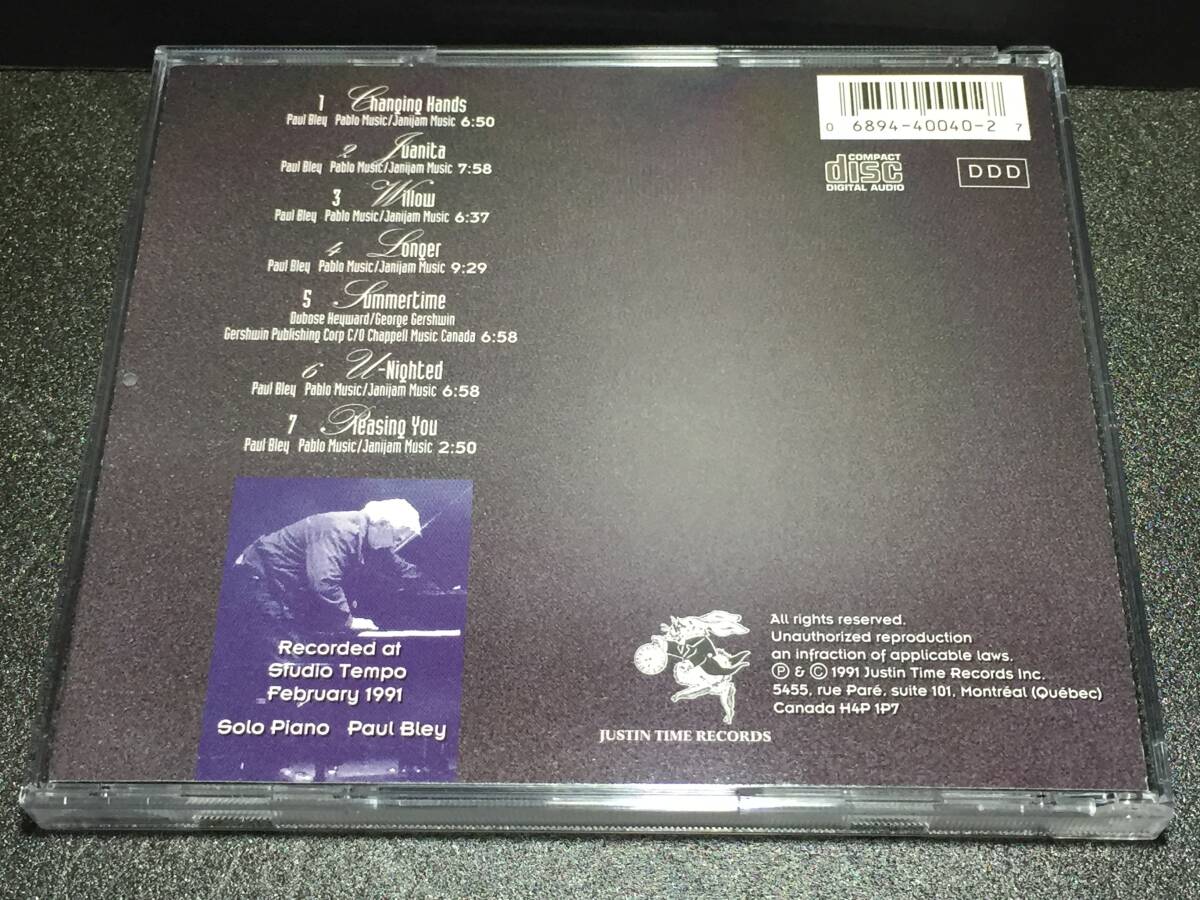 1 Changing Hands
Paul Bley Pablo Music/Janijam Music 6:50
2 Juanita
Paul Bley Pablo Music/Janijam Music 7:58
3 Willow
Paul Bley Pablo Music/Janijam Music 6:37
4 Longer
Paul Bley Pablo Music/Janijam Music 9:29
5 Summertime
Dubose Heyward/George Gershwin
Gershwin Publishing Corp C/O Chappell Music Canada 6:58
6 U-Nighted
Paul Bley Pablo Music/Janijam Music 6:58
7 Pleasing You
Paul Bley Pablo Music/Janijam Music 2:50
Recorded at
Studio Tempo
February 1991
Solo Piano Paul Bley
0 6894-40040-2 7
COMPACT
disc
DIGITAL AUDIO
DDD
All rights reserved.
Unauthorized reproduction
an infraction of applicable laws.
Ⓟ & © 1991 Justin Time Records Inc.
5455, rue Paré, suite 101, Montréal (Québec)
Canada H4P 1P7
JUSTIN TIME RECORDS